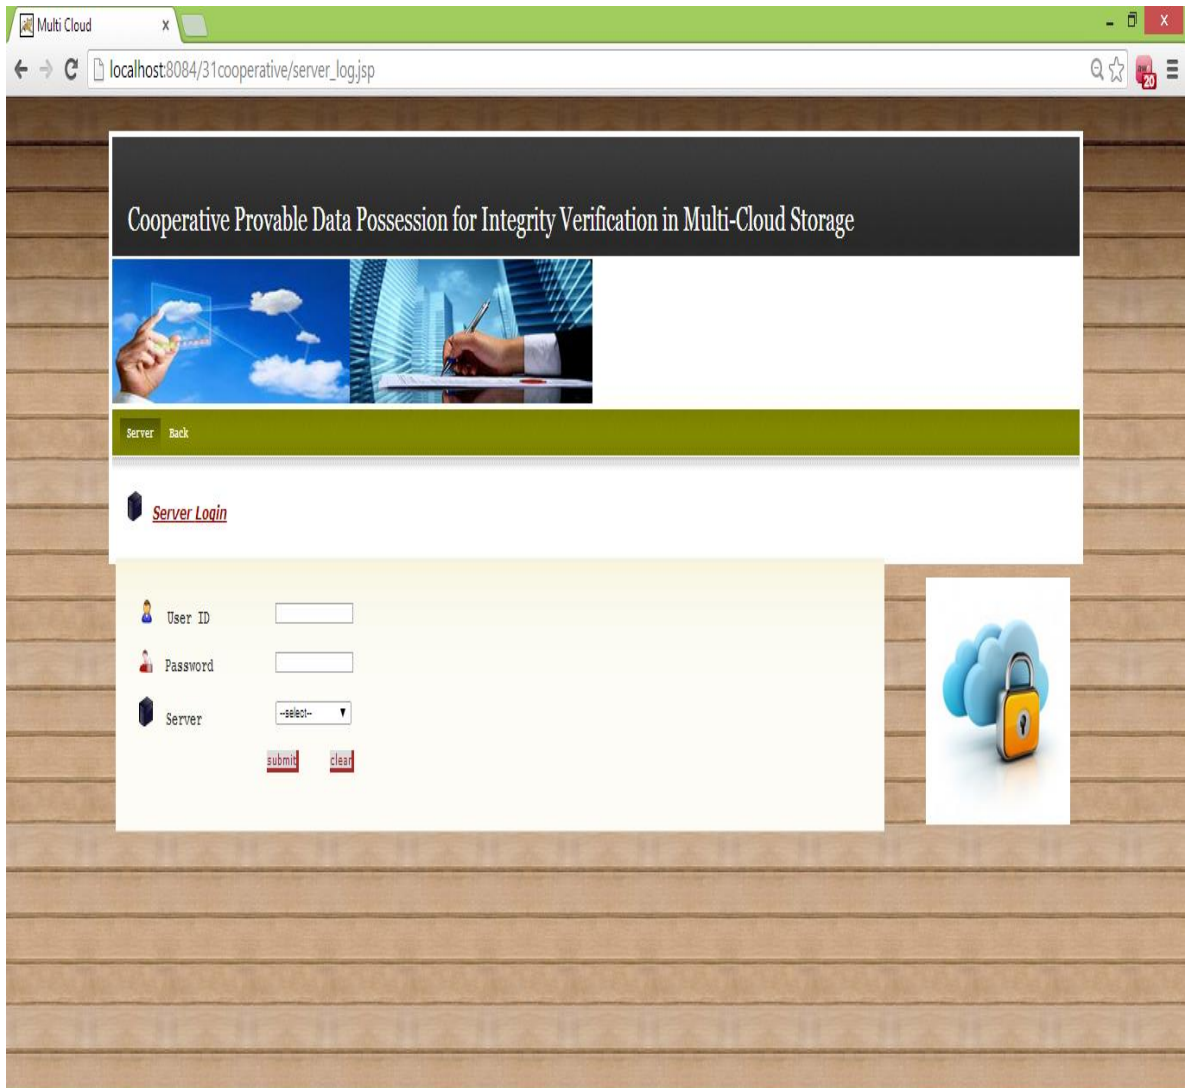 Multi Cloud
localhost:8084/31cooperative/server_log.jsp
20
Cooperative Provable Data Possession for Integrity Verification in Multi-Cloud Storage
Server Back
Server Login
User ID
Password
Server --select--
submit clear